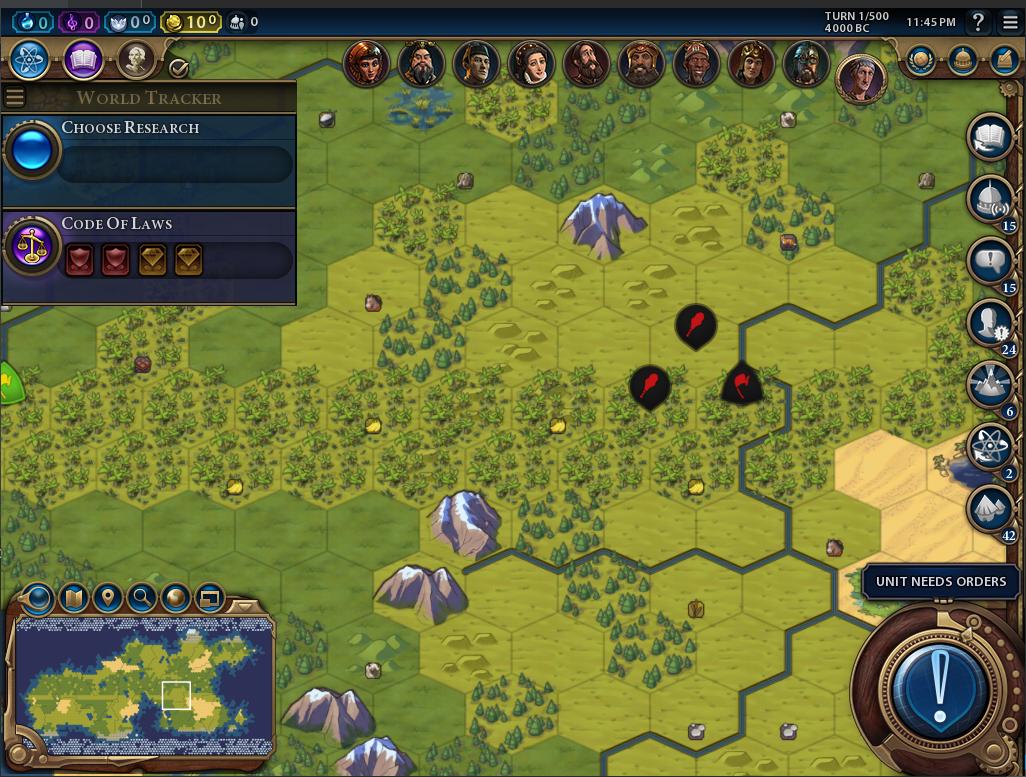 0 0 0⁰ 10⁰ 0
TURN 1/500
4000 BC
11:45 PM
?
WORLD TRACKER
CHOOSE RESEARCH
CODE OF LAWS
15
15
24
6
2
42
UNIT NEEDS ORDERS